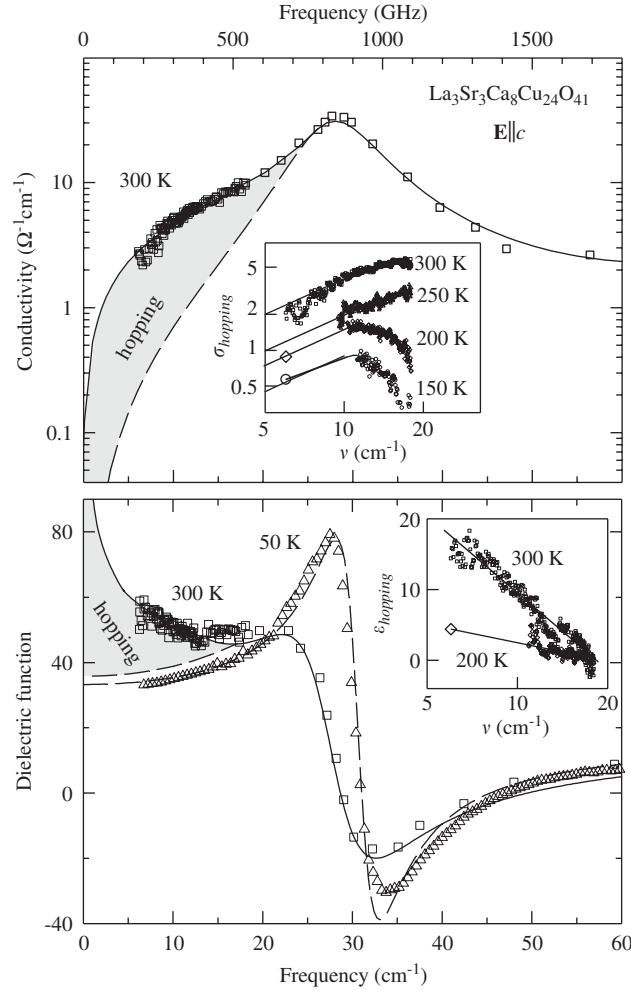 Frequency (GHz)
0 500 1000 1500
Conductivity (Ω⁻¹cm⁻¹)
10
1
0.1
La₃Sr₃Ca₈Cu₂₄O₄₁
E||c
300 K
hopping
σhopping
5
2
1
0.5
300 K
250 K
200 K
150 K
5 10 20
ν (cm⁻¹)
Dielectric function
80
40
0
-40
50 K
300 K
hopping
εhopping
20
10
0
300 K
200 K
5 10 20
ν (cm⁻¹)
0 10 20 30 40 50 60
Frequency (cm⁻¹)